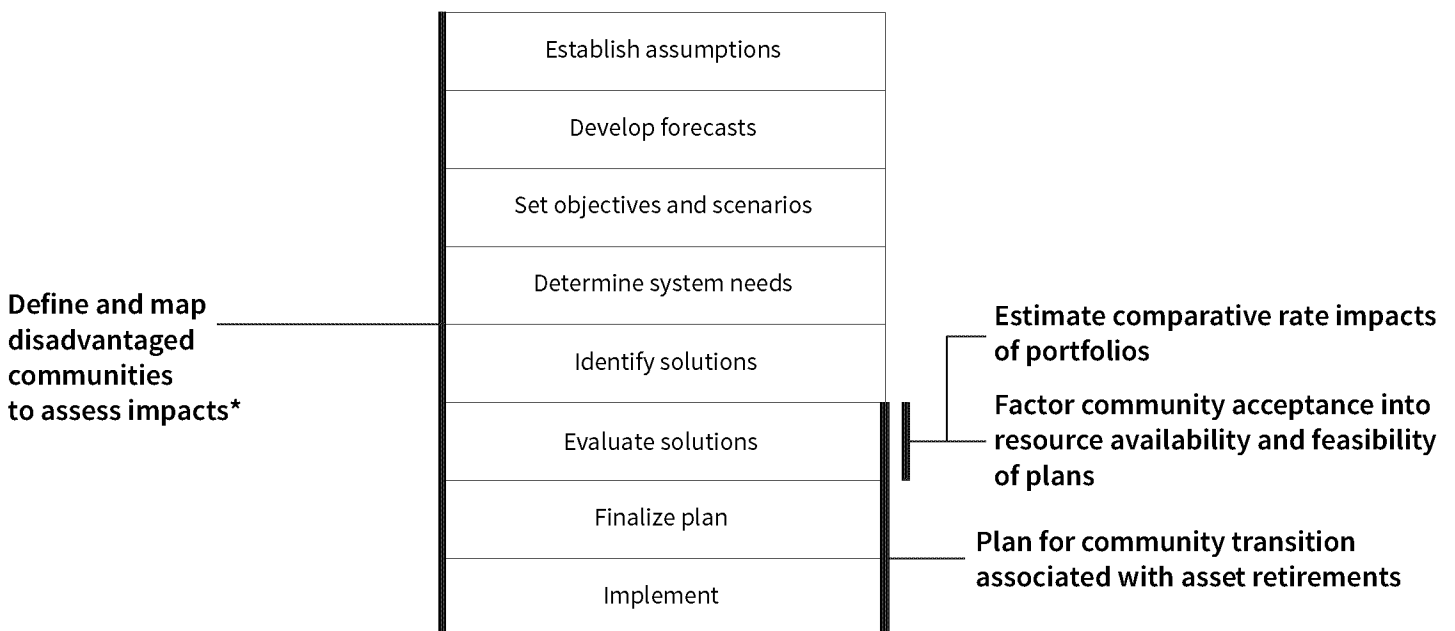 Establish assumptions
Develop forecasts
Set objectives and scenarios
Determine system needs
Identify solutions
Evaluate solutions
Finalize plan
Implement
Define and map
disadvantaged
communities
to assess impacts*
Estimate comparative rate impacts
of portfolios
Factor community acceptance into
resource availability and feasibility
of plans
Plan for community transition
associated with asset retirements